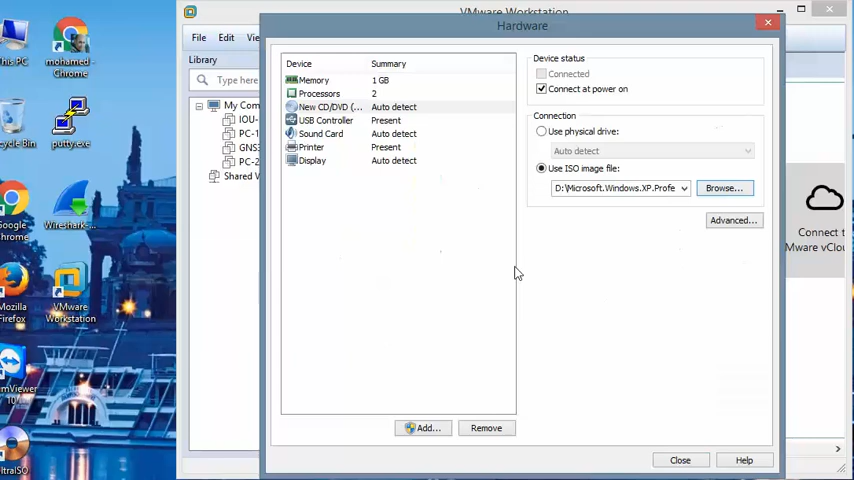 VMware Workstation
Hardware
This PC
mohamed -
Chrome
File Edit
Library
Type here
My Com
IOU-
PC-1
GNS3
PC-2
Shared V
Device Summary
Memory 1 GB
Processors 2
New CD/DVD (... Auto detect
USB Controller Present
Sound Card Auto detect
Printer Present
Display Auto detect
Device status
Connected
Connect at power on
Connection
Use physical drive:
Auto detect
Use ISO image file:
D:\Microsoft.Windows.XP.Profe Browse...
Advanced...
Connect t
Mware vClou
Add... Remove
Close Help
ecycle Bin
putty.exe
Google
Chrome
Wireshark-...
Mozilla
Firefox
VMware
Workstation
mViewer
10
ltraISO